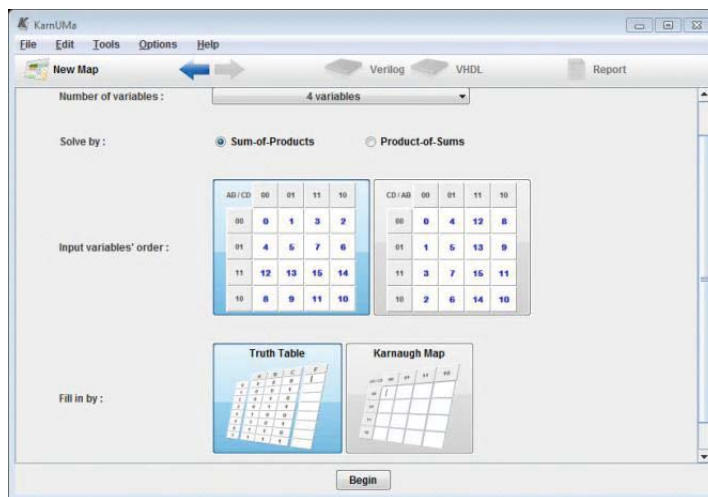 KarnUMa
File Edit Tools Options Help
New Map Verilog VHDL Report
Number of variables : 4 variables
Solve by : Sum-of-Products Product-of-Sums
Input variables' order :
AB / CD 00 01 11 10
00 0 1 3 2
01 4 5 7 6
11 12 13 15 14
10 8 9 11 10
CD / AB 00 01 11 10
00 0 4 12 8
01 1 5 13 9
11 3 7 15 11
10 2 6 14 10
Fill in by :
Truth Table
Karnaugh Map
Begin